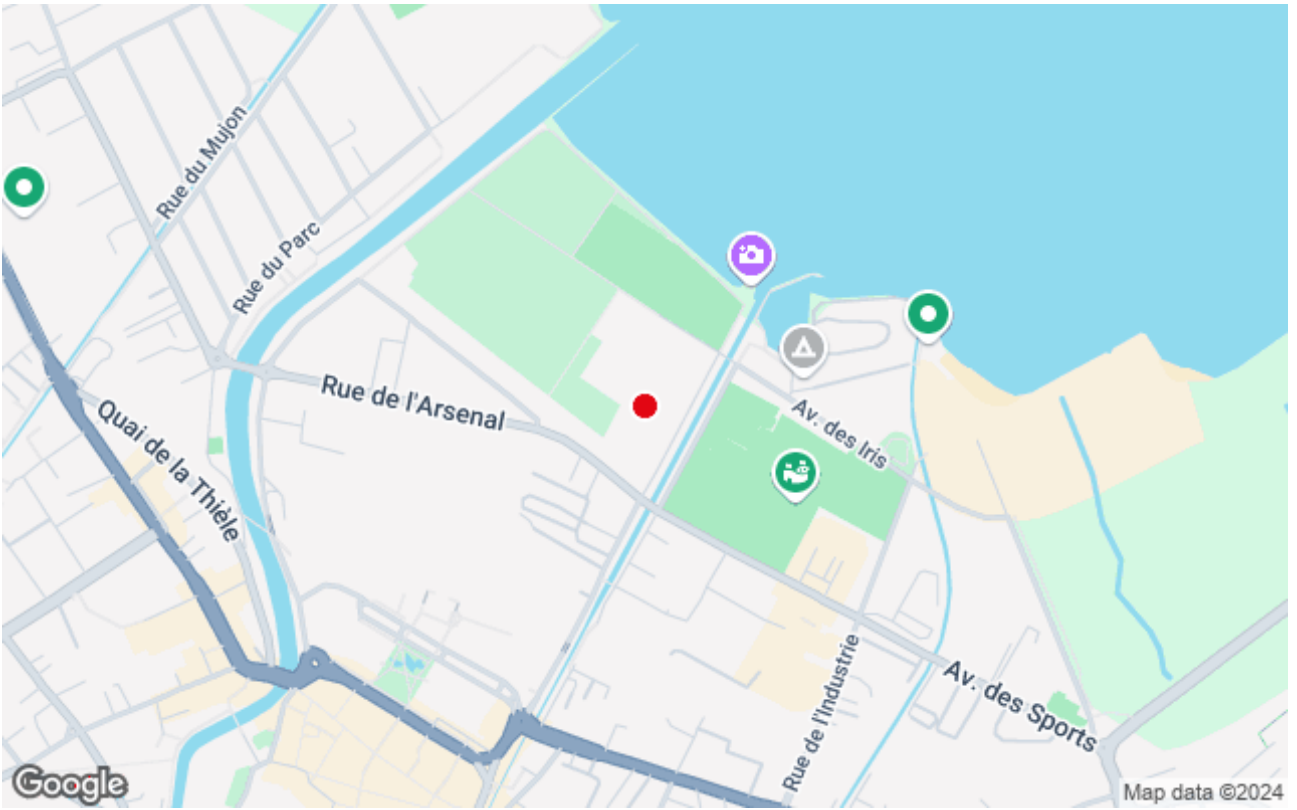 Rue du Mujon
Rue du Parc
Rue de l'Arsenal
Quai de la Thièle
Av. des Iris
Rue de l'Industrie
Av. des Sports
Google
Map data ©2024